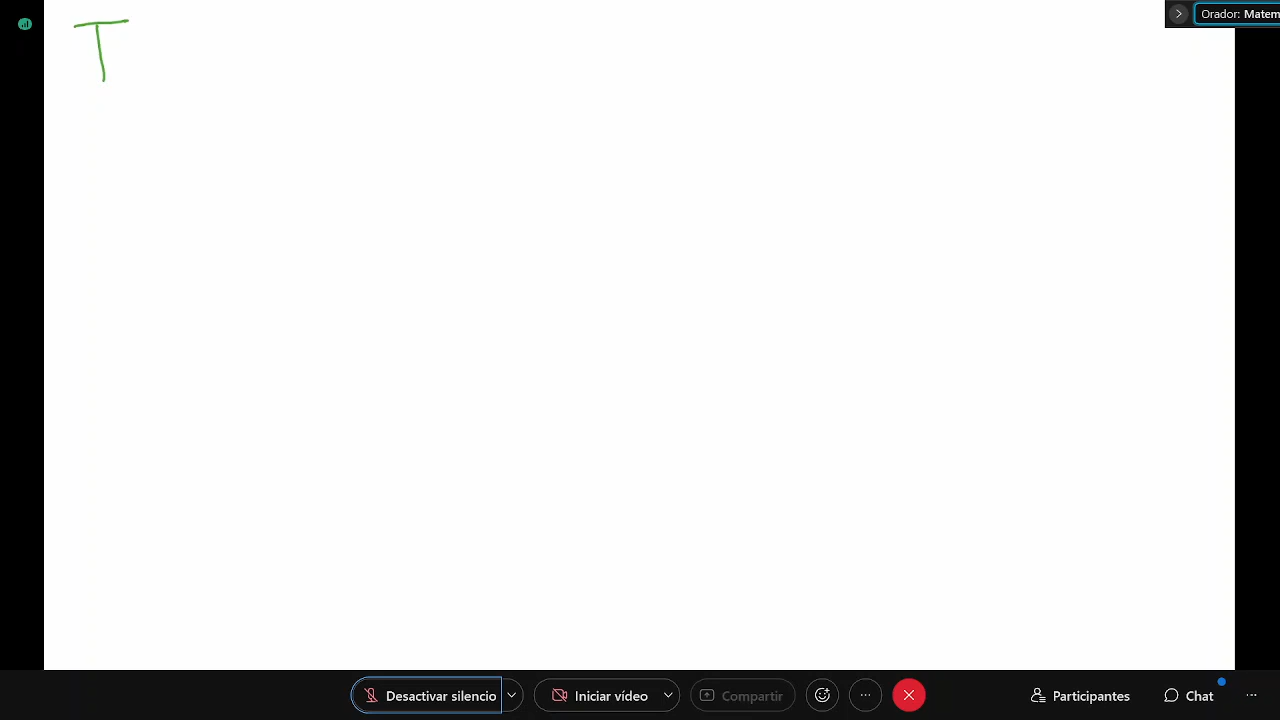 Orador: Matem
T
Desactivar silencio
Iniciar vídeo
Compartir
Participantes
Chat